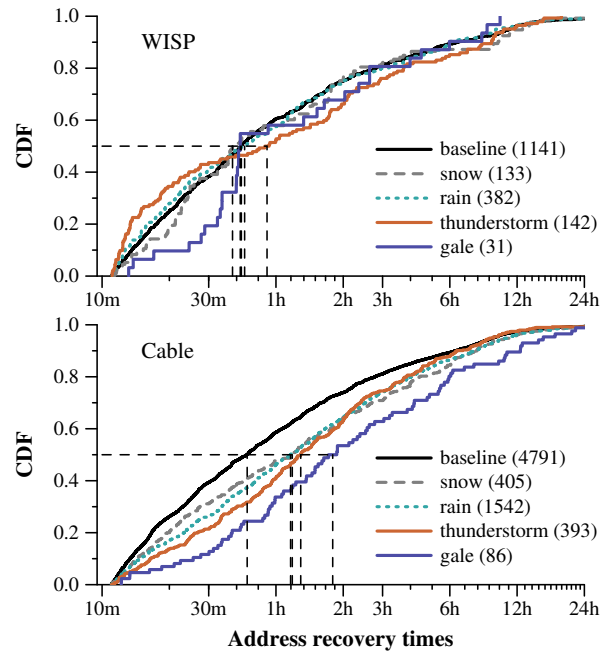 1.0
WISP
0.8
0.6
CDF
baseline (1141)
0.4
snow (133)
rain (382)
0.2
thunderstorm (142)
gale (31)
0.0
10m 30m 1h 2h 3h 6h 12h 24h
1.0
Cable
0.8
0.6
CDF
baseline (4791)
0.4
snow (405)
rain (1542)
0.2
thunderstorm (393)
gale (86)
0.0
10m 30m 1h 2h 3h 6h 12h 24h
Address recovery times